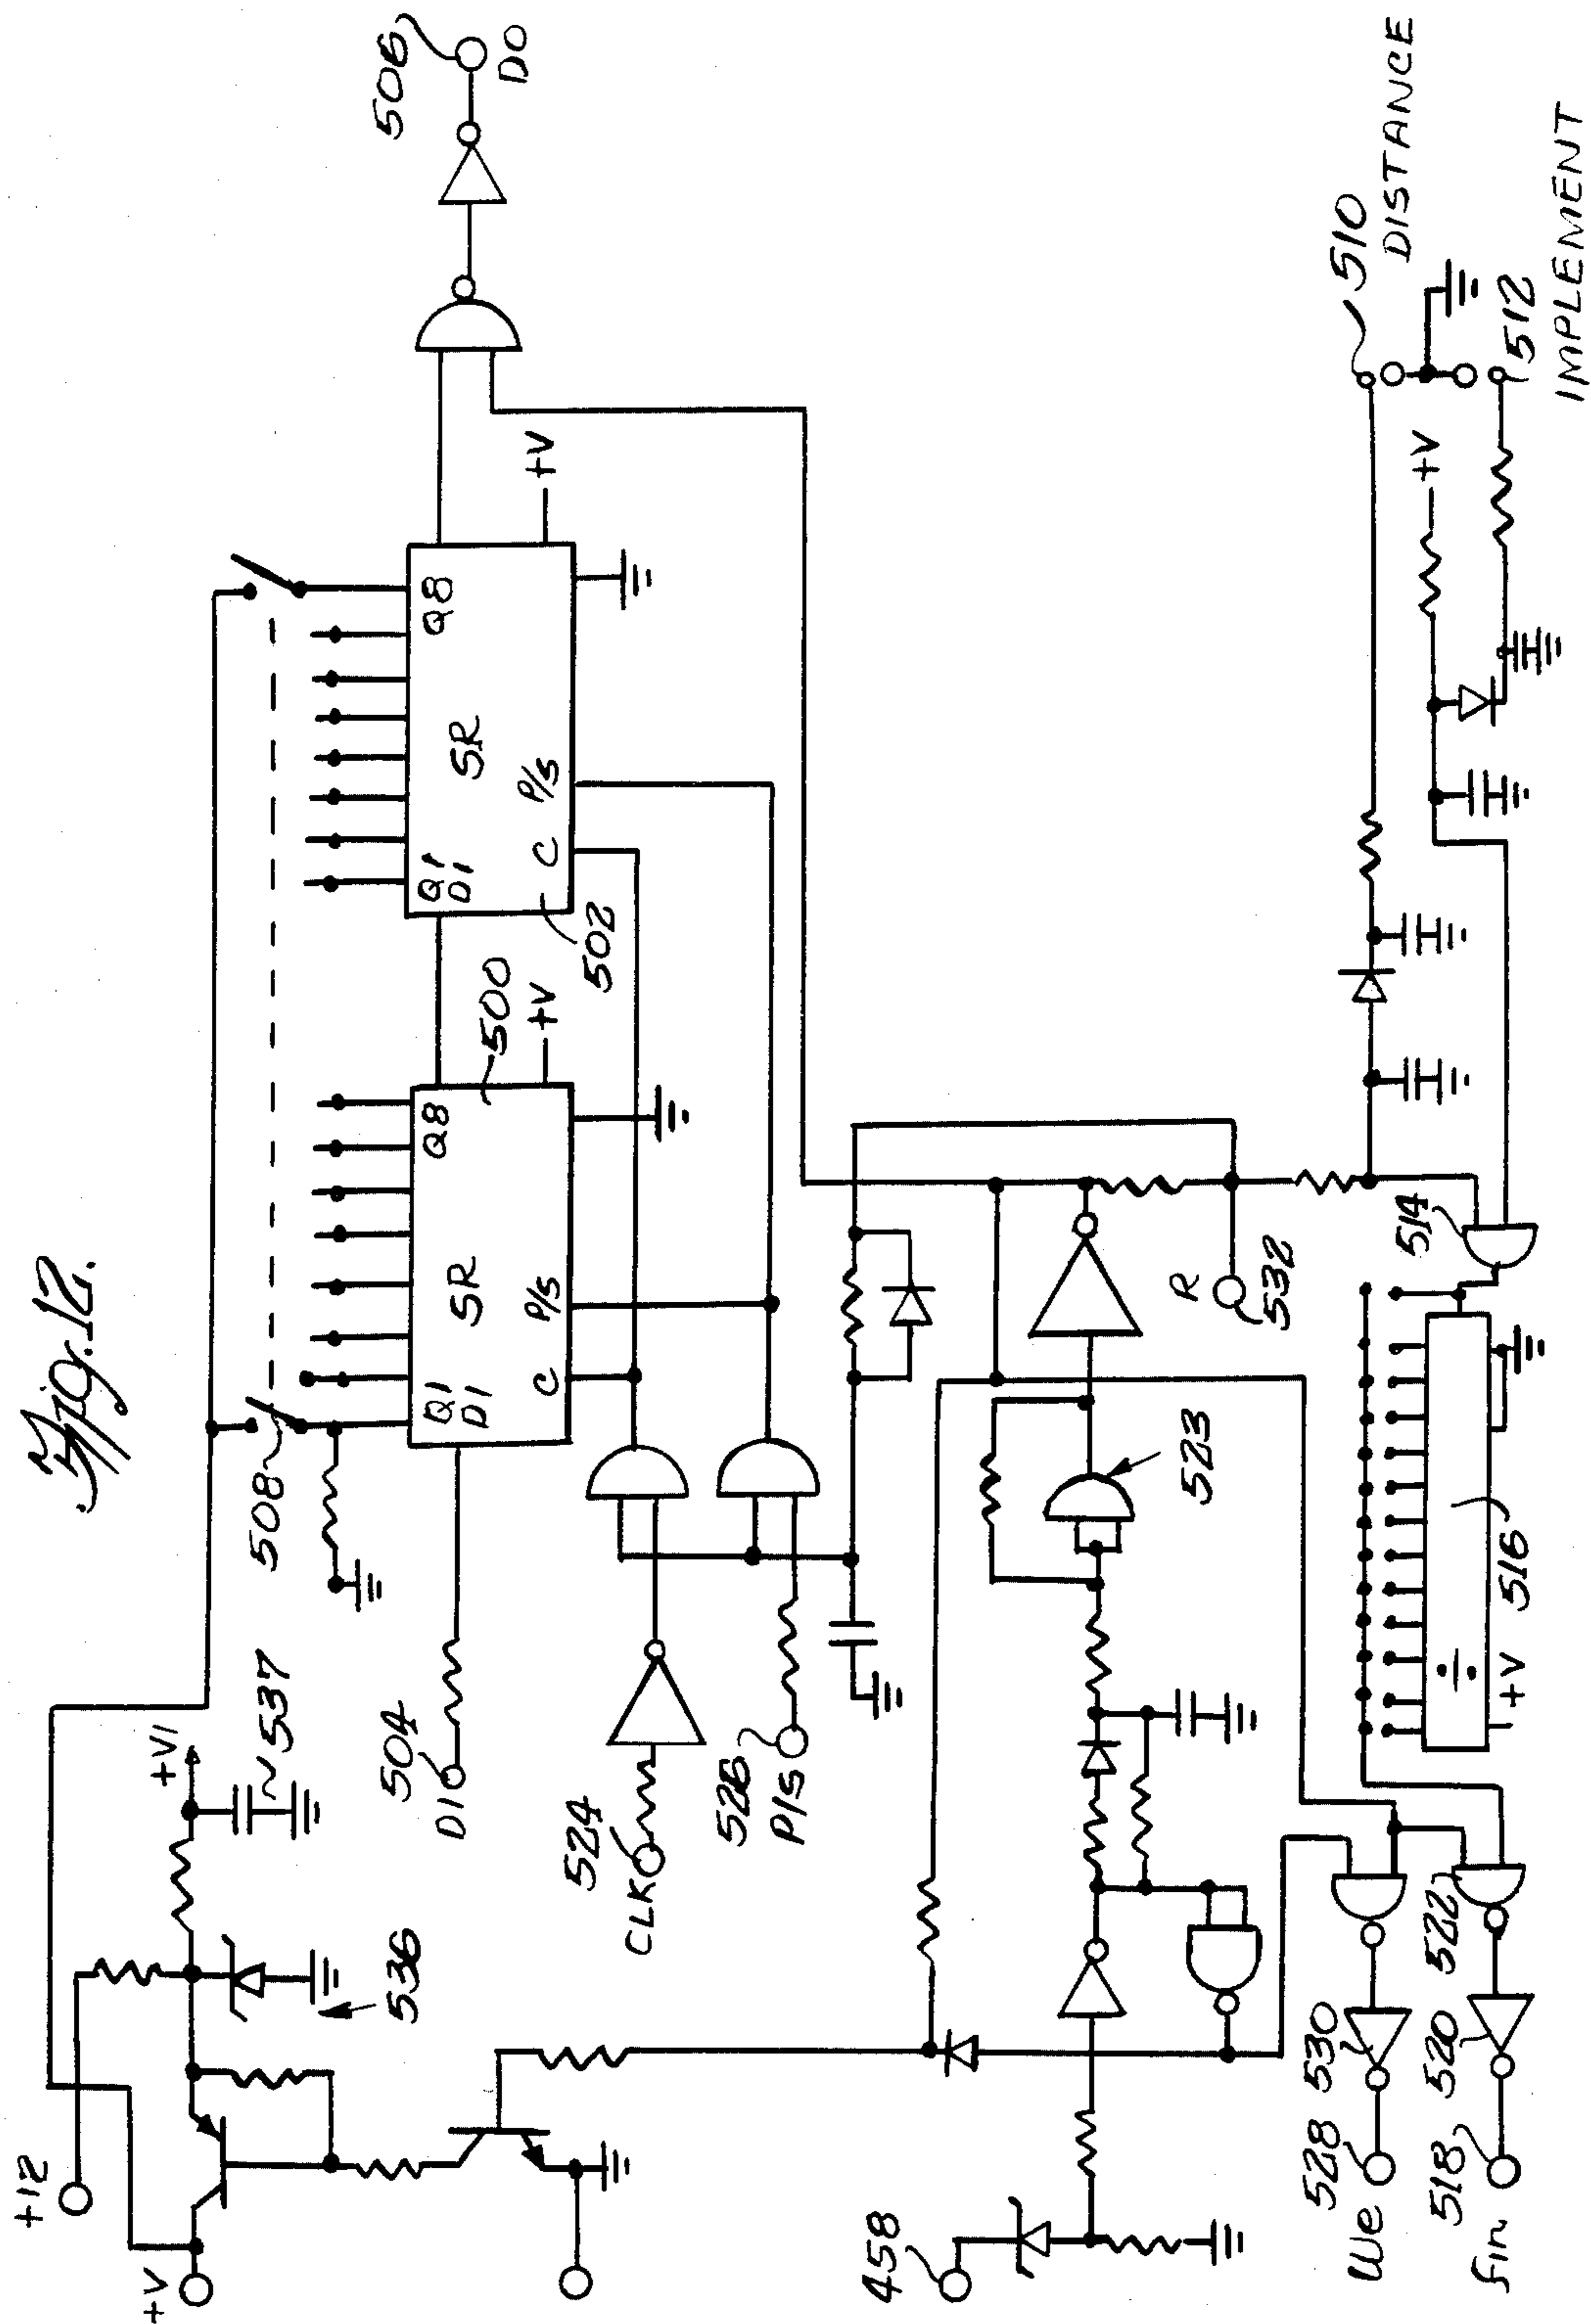 Fig. 12.
+12
+V
536
+V1
537
508
Q1
D1
Q8
SR
C
P/S
500
+V
Q1
D1
Q8
SR
C
P/S
502
+V
506
D0
504
D1
524
CLK
526
P/S
523
R
532
458
We
528
530
fin
518
520
522
÷
+V
516
514
510
DISTANCE
+V
512
IMPLEMENT